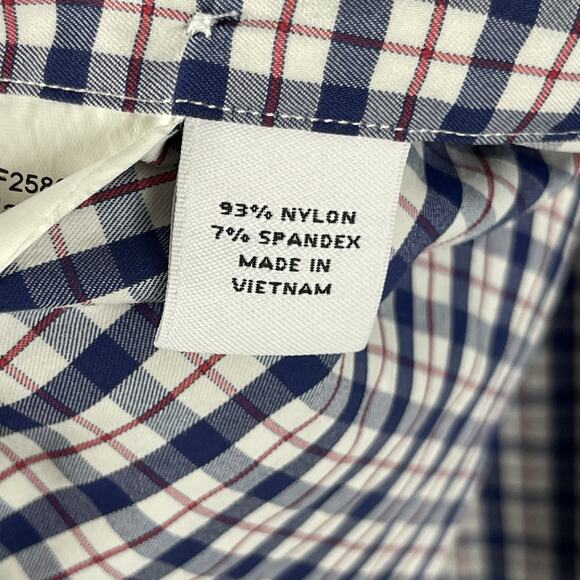 93% NYLON
7% SPANDEX
MADE IN
VIETNAM